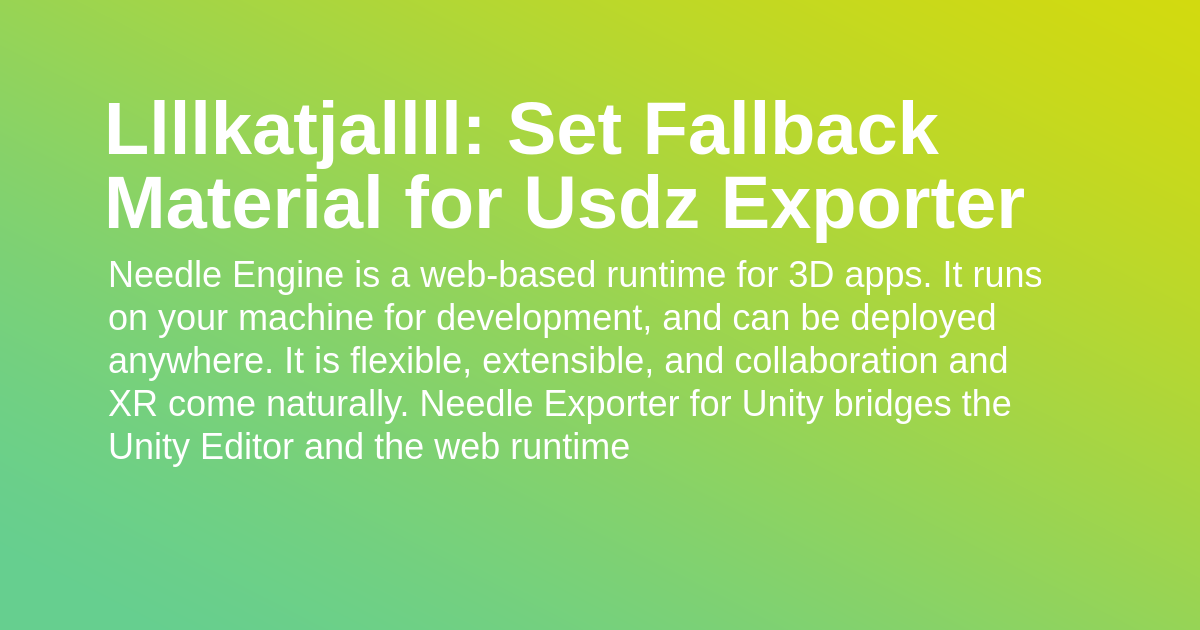 Lllllkatjallll: Set Fallback
Material for Usdz Exporter
Needle Engine is a web-based runtime for 3D apps. It runs
on your machine for development, and can be deployed
anywhere. It is flexible, extensible, and collaboration and
XR come naturally. Needle Exporter for Unity bridges the
Unity Editor and the web runtime